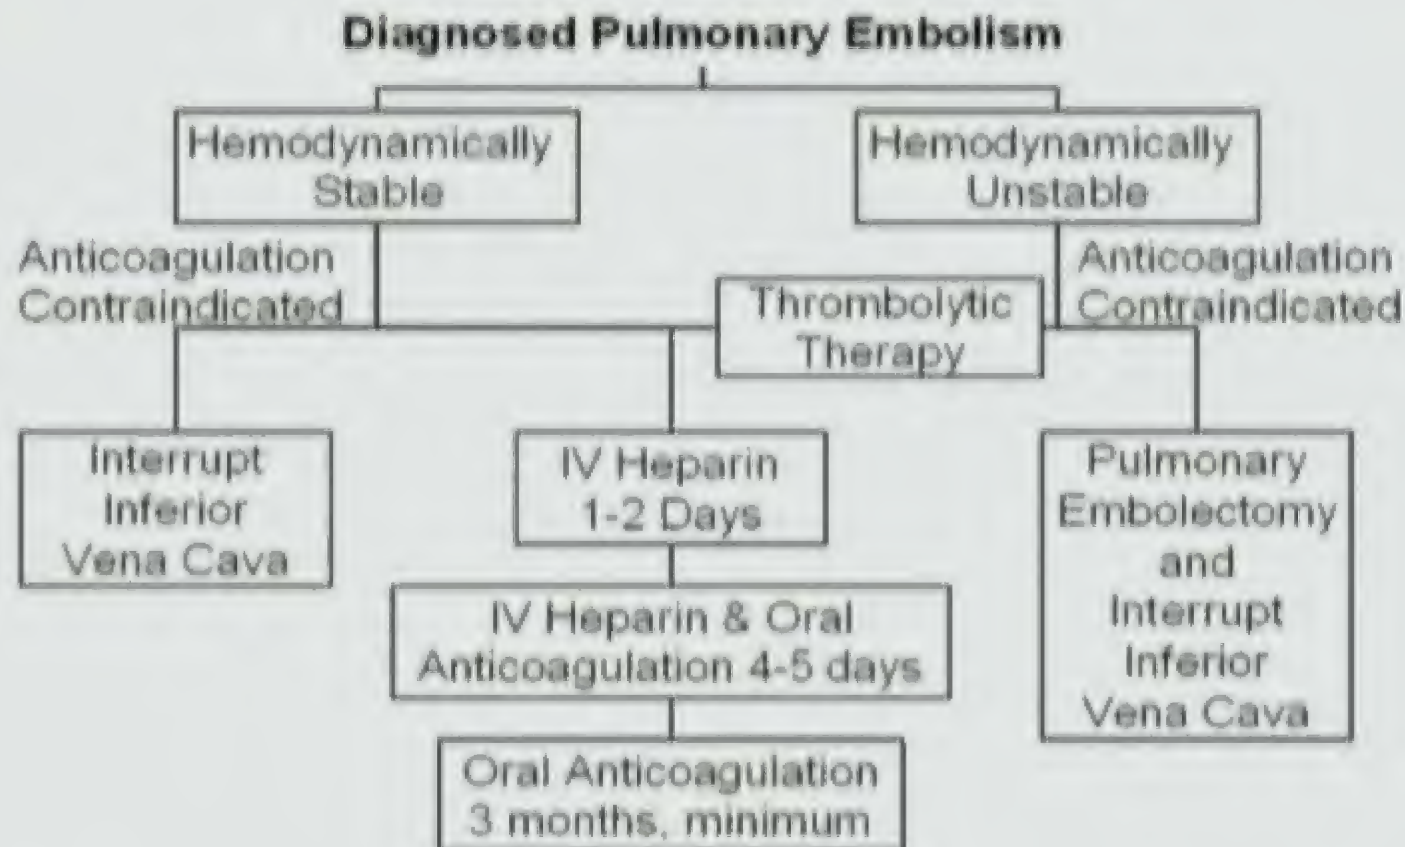 Diagnosed Pulmonary Embolism
Hemodynamically
Stable
Hemodynamically
Unstable
Anticoagulation
Contraindicated
Thrombolytic
Therapy
Anticoagulation
Contraindicated
Interrupt
Inferior
Vena Cava
IV Heparin
1-2 Days
Pulmonary
Embolectomy
and
Interrupt
Inferior
Vena Cava
IV Heparin & Oral
Anticoagulation 4-5 days
Oral Anticoagulation
3 months, minimum